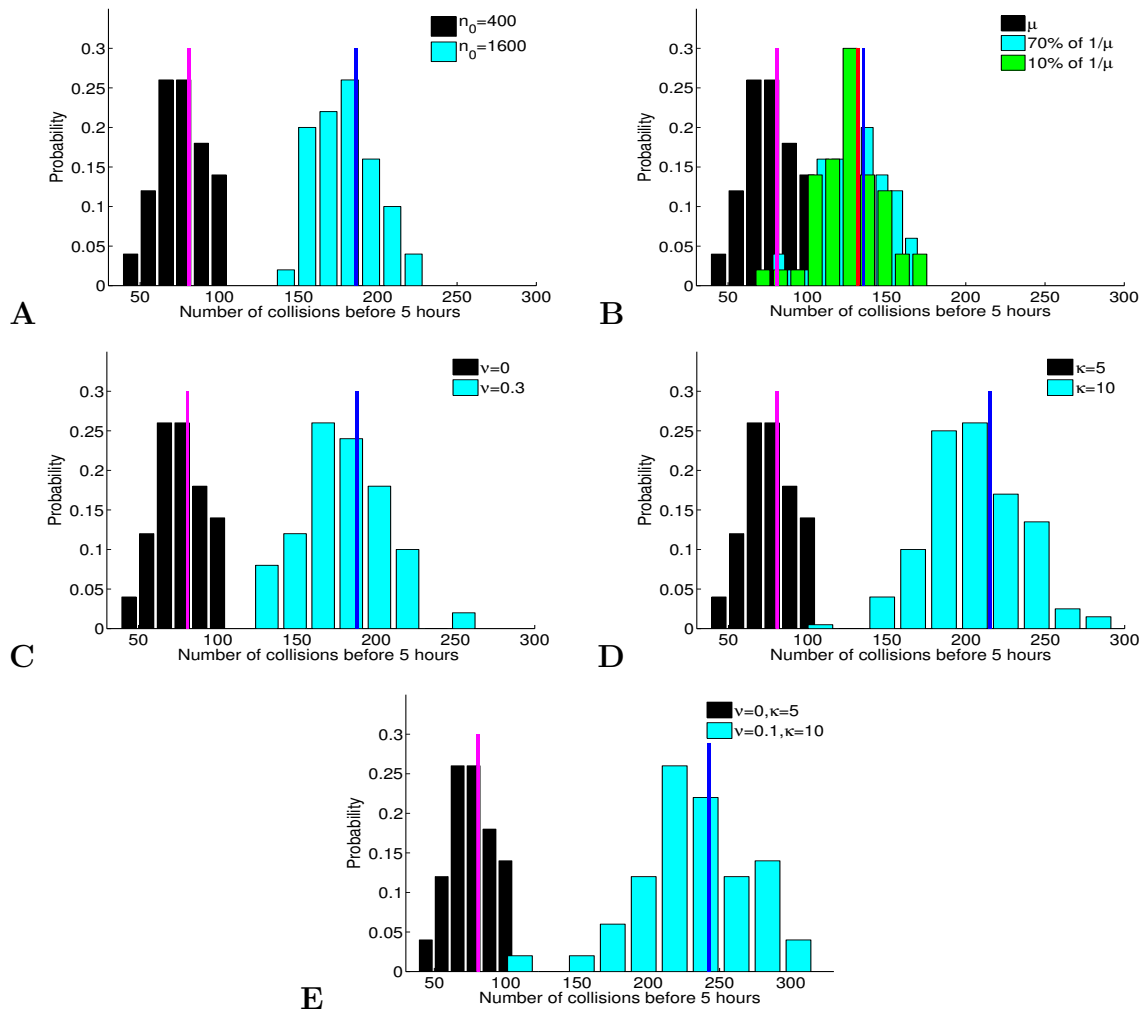 n₀=400
n₀=1600
0.3
0.25
0.2
0.15
0.1
0.05
0
Probability
50 100 150 200 250 300
Number of collisions before 5 hours
A
μ
70% of 1/μ
10% of 1/μ
0.3
0.25
0.2
0.15
0.1
0.05
0
Probability
50 100 150 200 250 300
Number of collisions before 5 hours
B
ν=0
ν=0.3
0.3
0.25
0.2
0.15
0.1
0.05
0
Probability
50 100 150 200 250 300
Number of collisions before 5 hours
C
κ=5
κ=10
0.3
0.25
0.2
0.15
0.1
0.05
0
Probability
50 100 150 200 250 300
Number of collisions before 5 hours
D
ν=0,κ=5
ν=0.1,κ=10
0.3
0.25
0.2
0.15
0.1
0.05
0
Probability
50 100 150 200 250 300
Number of collisions before 5 hours
E